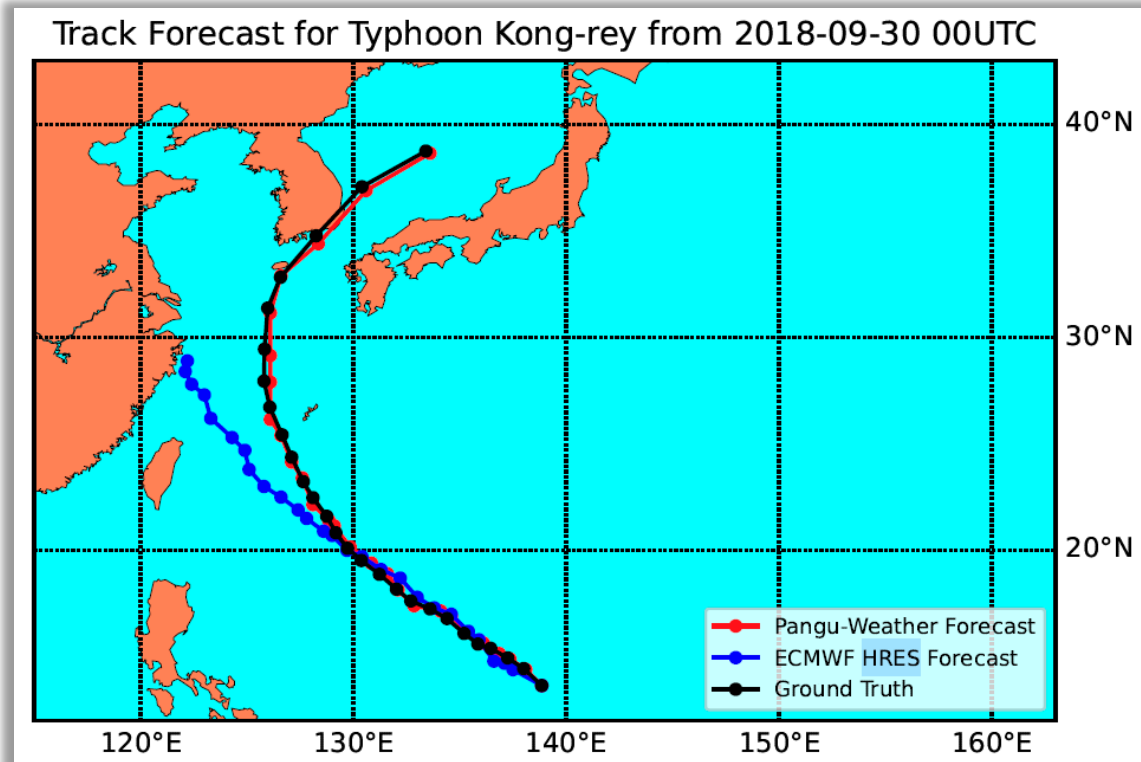 Track Forecast for Typhoon Kong-rey from 2018-09-30 00UTC
40°N
30°N
20°N
Pangu-Weather Forecast
ECMWF HRES Forecast
Ground Truth
120°E 130°E 140°E 150°E 160°E